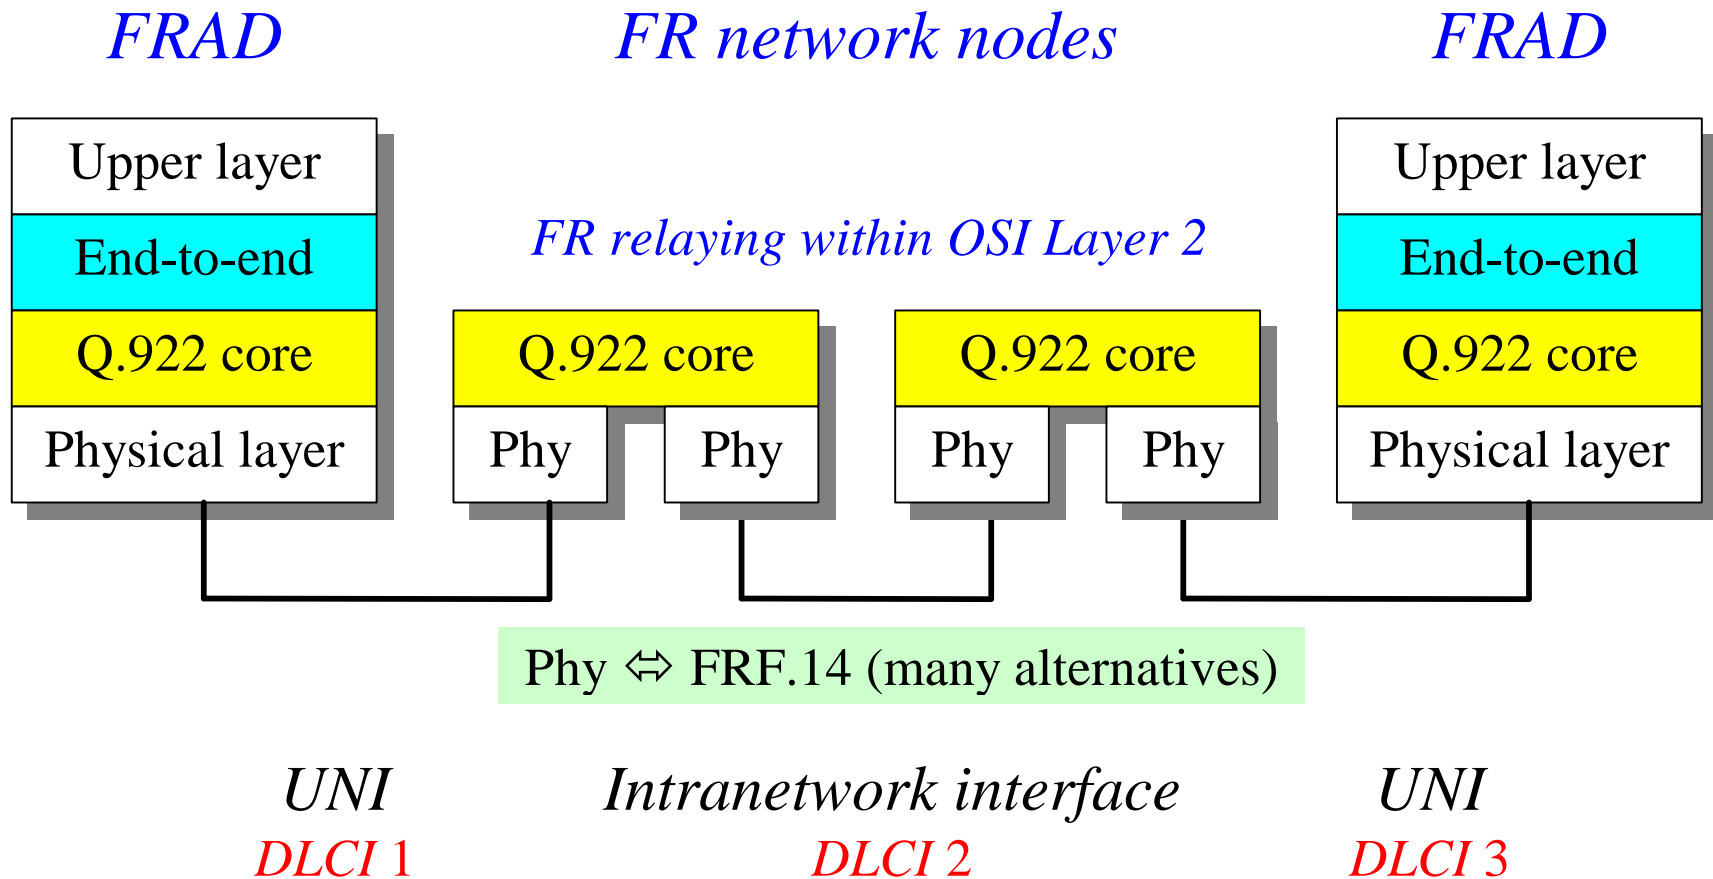 FRAD FR network nodes FRAD
Upper layer Upper layer
FR relaying within OSI Layer 2
End-to-end End-to-end
Q.922 core Q.922 core Q.922 core Q.922 core
Physical layer Phy Phy Phy Phy Physical layer
Phy ⬄ FRF.14 (many alternatives)
UNI Intranetwork interface UNI
DLCI 1 DLCI 2 DLCI 3